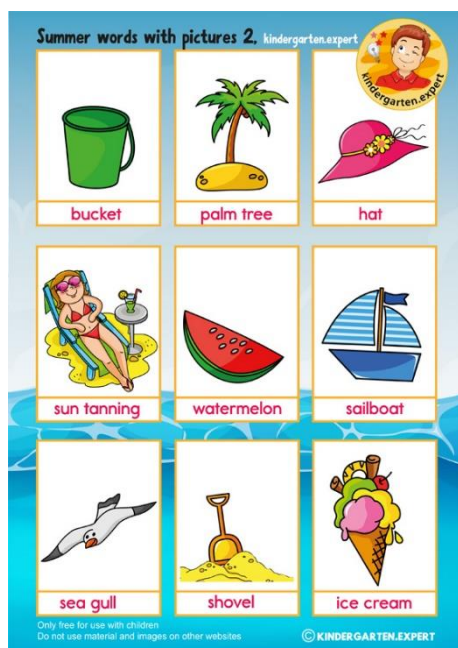 Summer words with pictures 2, kindergarten.expert
kindergarten.expert
bucket
palm tree
hat
sun tanning
watermelon
sailboat
sea gull
shovel
ice cream
Only free for use with children
Do not use material and images on other websites
© KINDERGARTEN.EXPERT